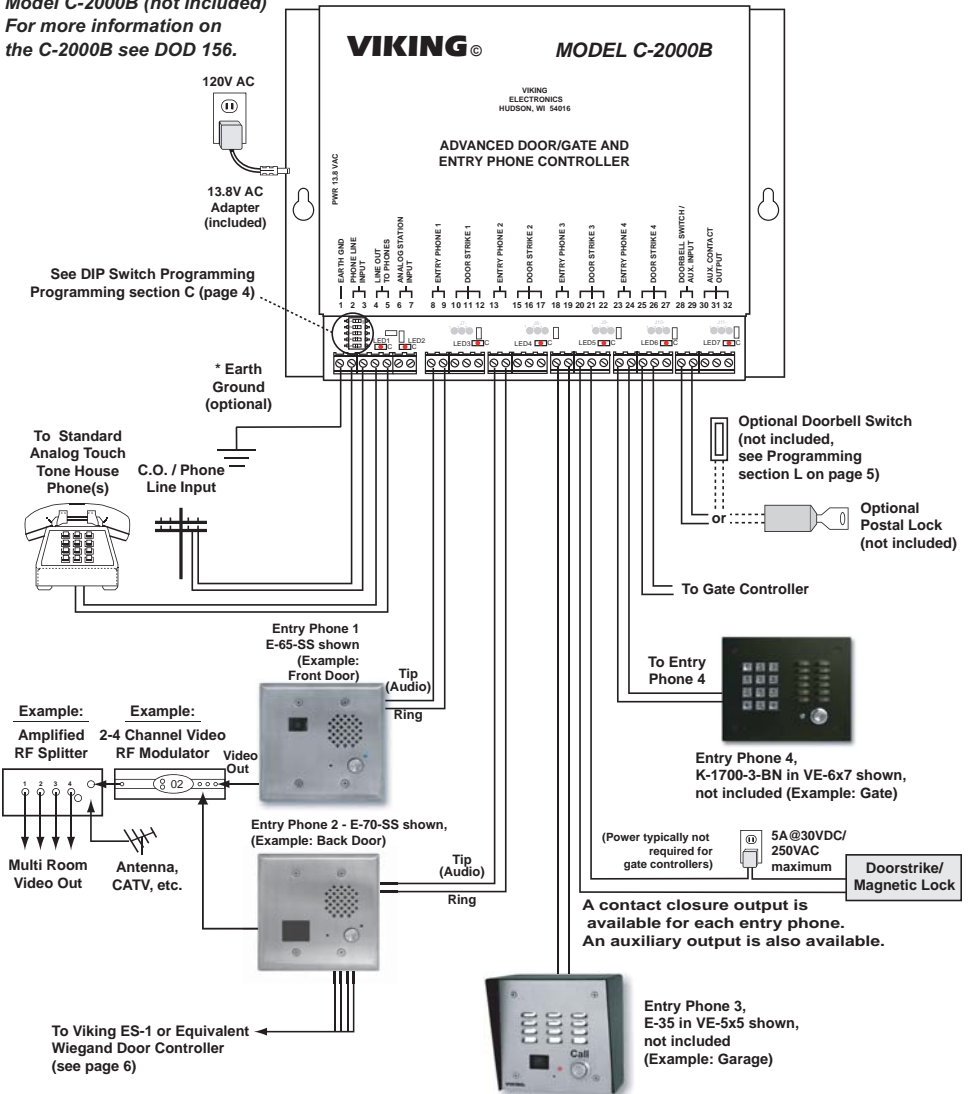 Model C-2000B (not included)
For more information on
the C-2000B see DOD 156.
VIKING©
MODEL C-2000B
VIKING
ELECTRONICS
HUDSON, WI 54016
ADVANCED DOOR/GATE AND
ENTRY PHONE CONTROLLER
120V AC
13.8V AC
Adapter
(included)
PWR 13.8 VAC
EARTH GND
PHONE LINE
INPUT
LINE OUT
TO PHONES
ANALOG STATION
INPUT
ENTRY PHONE 1
DOOR STRIKE 1
ENTRY PHONE 2
DOOR STRIKE 2
ENTRY PHONE 3
DOOR STRIKE 3
ENTRY PHONE 4
DOOR STRIKE 4
DOORBELL SWITCH /
AUX. INPUT
AUX. CONTACT
OUTPUT
1 2 3 4 5 6 7 8 9 10 11 12 13 15 16 17 18 19 20 21 22 23 24 25 26 27 28 29 30 31 32
LED1 C LED2 C LED3 C LED4 C LED5 C LED6 C LED7 C
See DIP Switch Programming
Programming section C (page 4)
* Earth
Ground
(optional)
To Standard
Analog Touch
Tone House
Phone(s)
C.O. / Phone
Line Input
Optional Doorbell Switch
(not included,
see Programming
section L on page 5)
or
Optional
Postal Lock
(not included)
To Gate Controller
Entry Phone 1
E-65-SS shown
(Example:
Front Door)
Tip
(Audio)
Ring
To Entry
Phone 4
Example:
Amplified
RF Splitter
Example:
2-4 Channel Video
RF Modulator
Video
Out
1 2 3 4
02
Entry Phone 4,
K-1700-3-BN in VE-6x7 shown,
not included (Example: Gate)
Multi Room
Video Out
Antenna,
CATV, etc.
Entry Phone 2 - E-70-SS shown,
(Example: Back Door)
Tip
(Audio)
Ring
(Power typically not
required for
gate controllers)
5A@30VDC/
250VAC
maximum
Doorstrike/
Magnetic Lock
A contact closure output is
available for each entry phone.
An auxiliary output is also available.
To Viking ES-1 or Equivalent
Wiegand Door Controller
(see page 6)
Call
VIKING
Entry Phone 3,
E-35 in VE-5x5 shown,
not included
(Example: Garage)